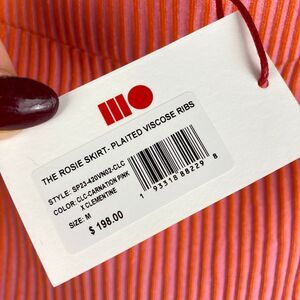 THE ROSIE SKIRT- PLAITED VISCOSE RIBS
STYLE: SP23-420VN02-CLC
COLOR: CLC-CARNATION PINK
X CLEMENTINE
SIZE: M
$ 198.00
1 93318 88229 8